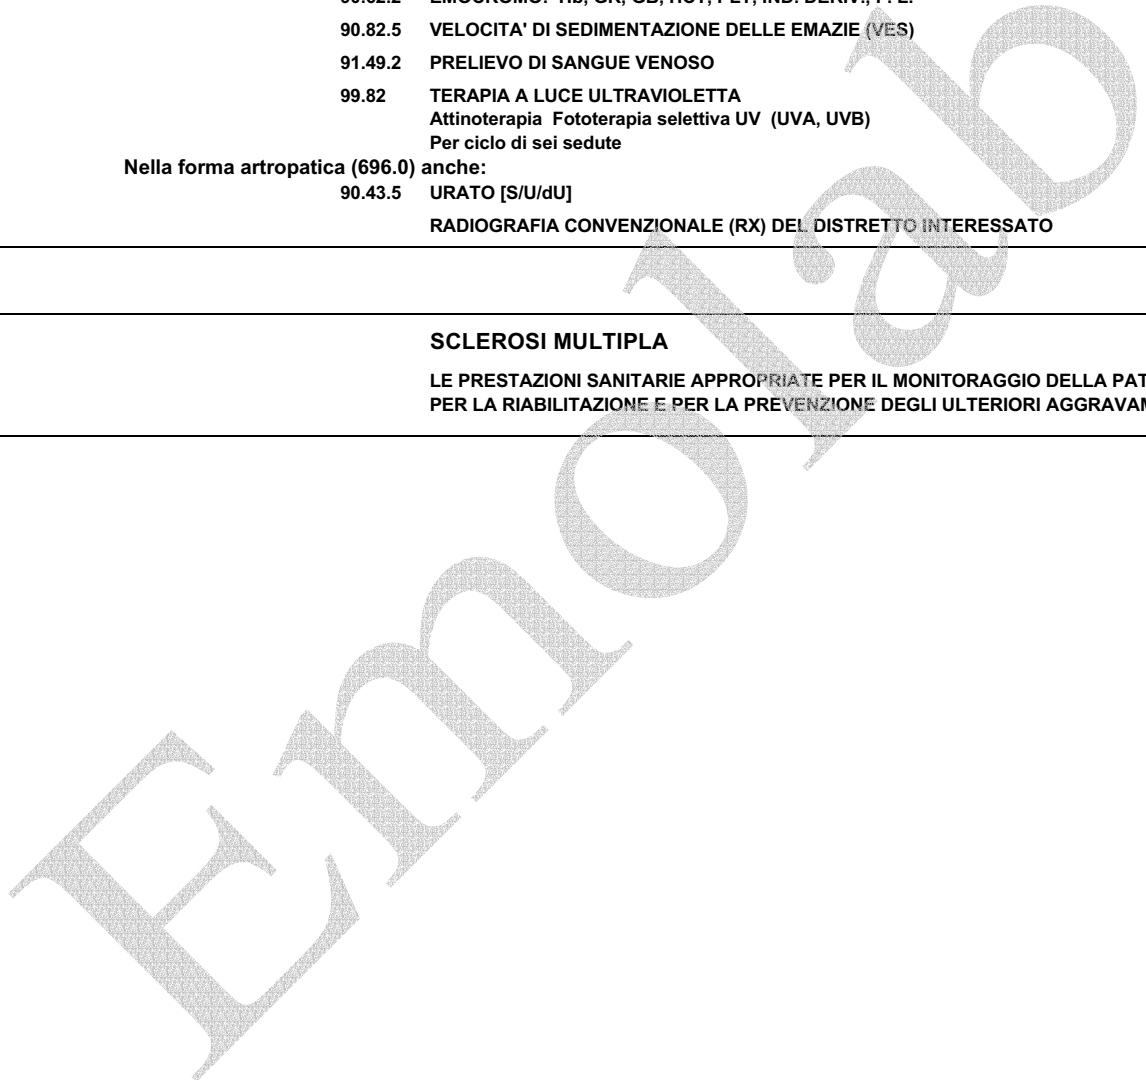 90.82.5 VELOCITA' DI SEDIMENTAZIONE DELLE EMAZIE (VES)
91.49.2 PRELIEVO DI SANGUE VENOSO
99.82 TERAPIA A LUCE ULTRAVIOLETTA
Attinoterapia Fototerapia selettiva UV (UVA, UVB)
Per ciclo di sei sedute
Nella forma artropatica (696.0) anche:
90.43.5 URATO [S/U/dU]
RADIOGRAFIA CONVENZIONALE (RX) DEL DISTRETTO INTERESSATO
SCLEROSI MULTIPLA
LE PRESTAZIONI SANITARIE APPROPRIATE PER IL MONITORAGGIO DELLA PAT
PER LA RIABILITAZIONE E PER LA PREVENZIONE DEGLI ULTERIORI AGGRAVAM
Emolab